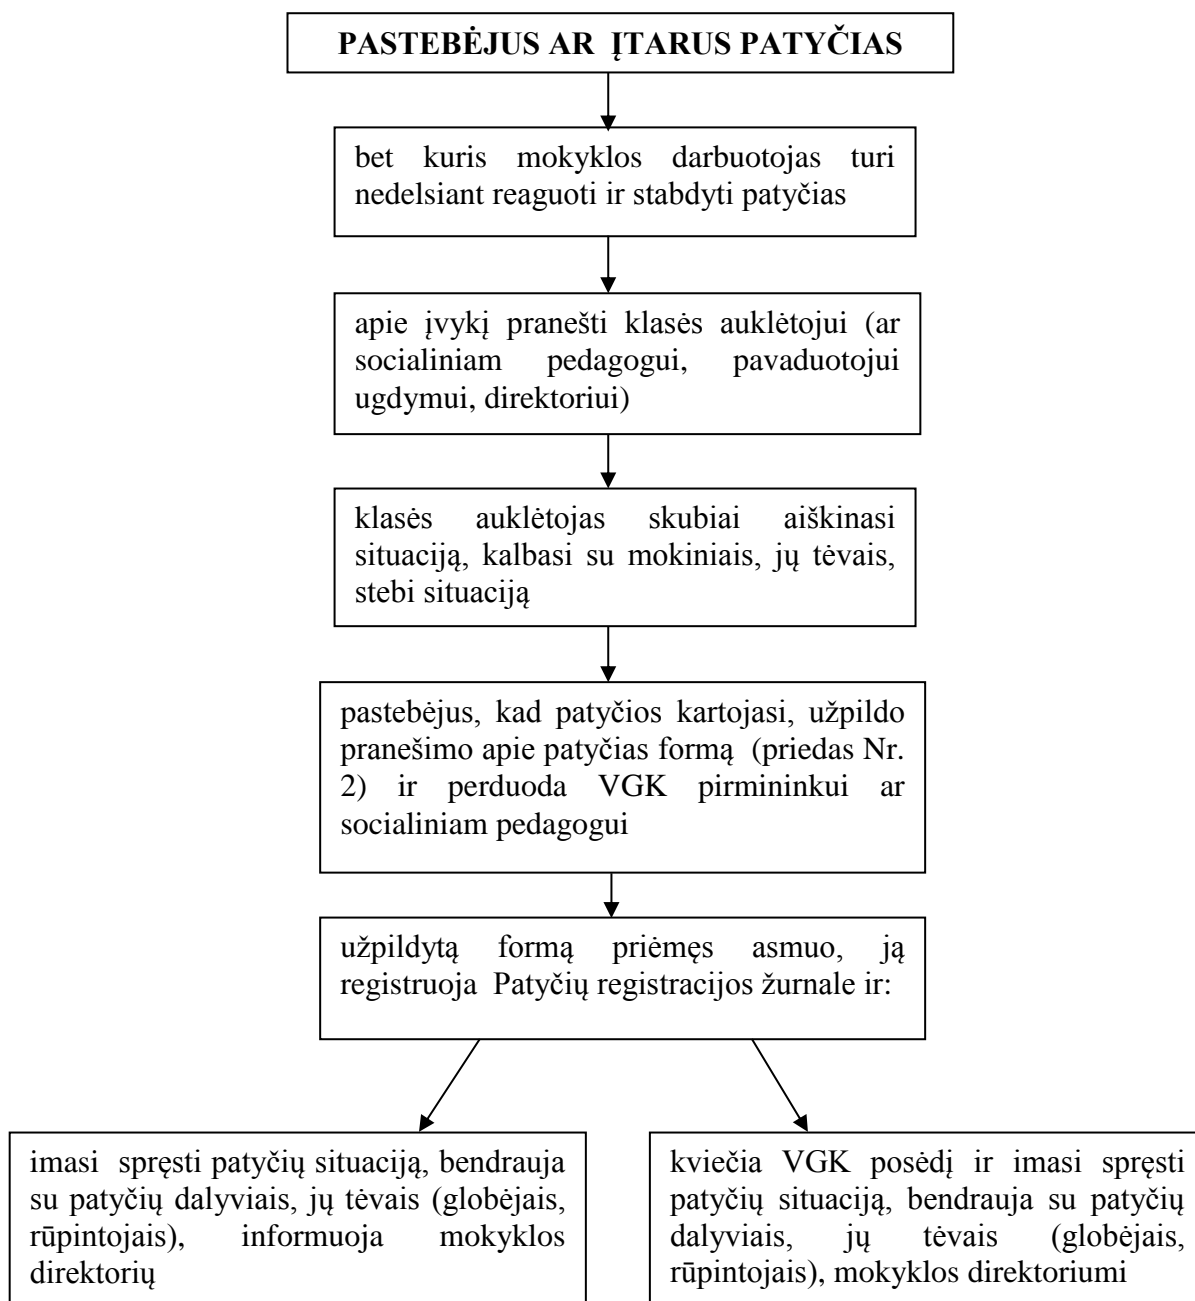 PASTEBĖJUS AR ĮTARUS PATYČIAS
bet kuris mokyklos darbuotojas turi
nedelsiant reaguoti ir stabdyti patyčias
apie įvykį pranešti klasės auklėtojui (ar
socialiniam pedagogui, pavaduotojui
ugdymui, direktoriui)
klasės auklėtojas skubiai aiškinasi
situaciją, kalbasi su mokiniais, jų tėvais,
stebi situaciją
pastebėjus, kad patyčios kartojasi, užpildo
pranešimo apie patyčias formą (priedas Nr.
2) ir perduoda VGK pirmininkui ar
socialiniam pedagogui
užpildytą formą priėmęs asmuo, ją
registruoja Patyčių registracijos žurnale ir:
imasi spręsti patyčių situaciją, bendrauja
su patyčių dalyviais, jų tėvais (globėjais,
rūpintojais), informuoja mokyklos
direktorių
kviečia VGK posėdį ir imasi spręsti
patyčių situaciją, bendrauja su patyčių
dalyviais, jų tėvais (globėjais,
rūpintojais), mokyklos direktoriumi